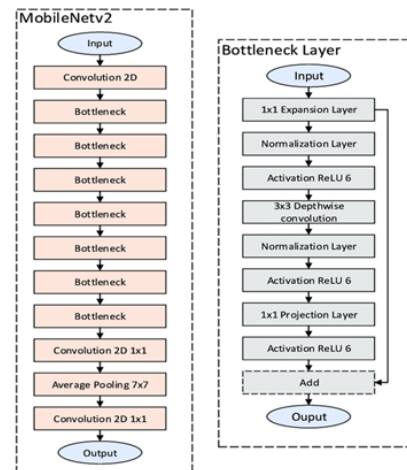 MobileNetv2
Input
Convolution 2D
Bottleneck
Bottleneck
Bottleneck
Bottleneck
Bottleneck
Bottleneck
Bottleneck
Convolution 2D 1x1
Average Pooling 7x7
Convolution 2D 1x1
Output
Bottleneck Layer
Input
1x1 Expansion Layer
Normalization Layer
Activation ReLU 6
3x3 Depthwise
convolution
Normalization Layer
Activation ReLU 6
1x1 Projection Layer
Activation ReLU 6
Add
Ouput